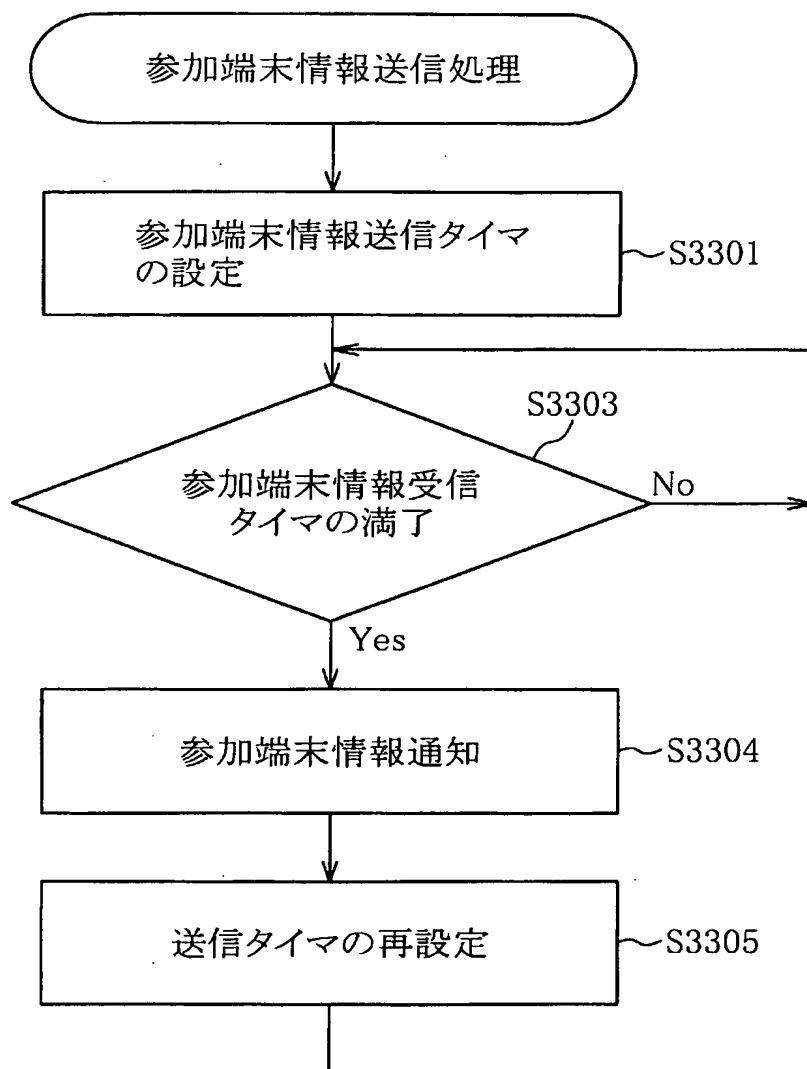 参加端末情報送信処理
参加端末情報送信タイマ
の設定
S3301
S3303
参加端末情報受信
タイマの満了
No
Yes
参加端末情報通知
S3304
送信タイマの再設定
S3305